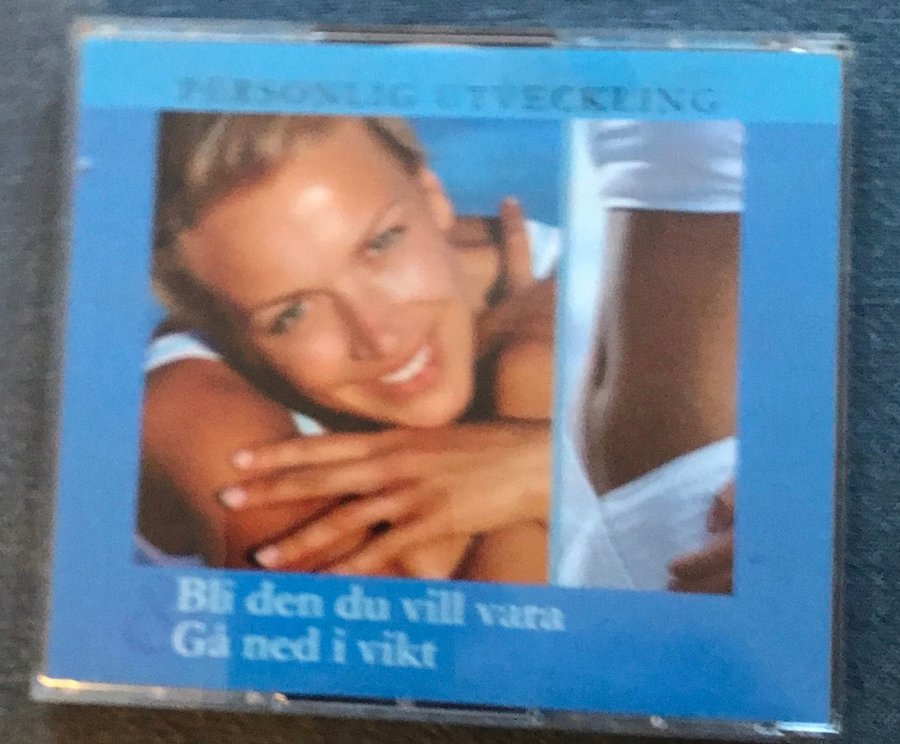 PERSONLIG UTVECKLING
Bli den du vill vara
Gå ned i vikt